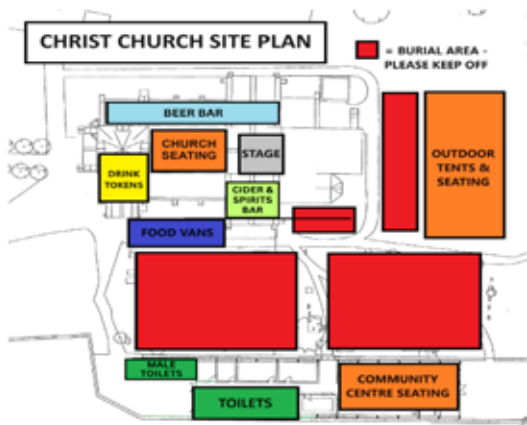 CHRIST CHURCH SITE PLAN
= BURIAL AREA -
PLEASE KEEP OFF
BEER BAR
CHURCH
SEATING
STAGE
DRINK
TOKENS
CIDER &
SPIRITS
BAR
OUTDOOR
TENTS &
SEATING
FOOD VANS
MALE
TOILETS
TOILETS
COMMUNITY
CENTRE SEATING